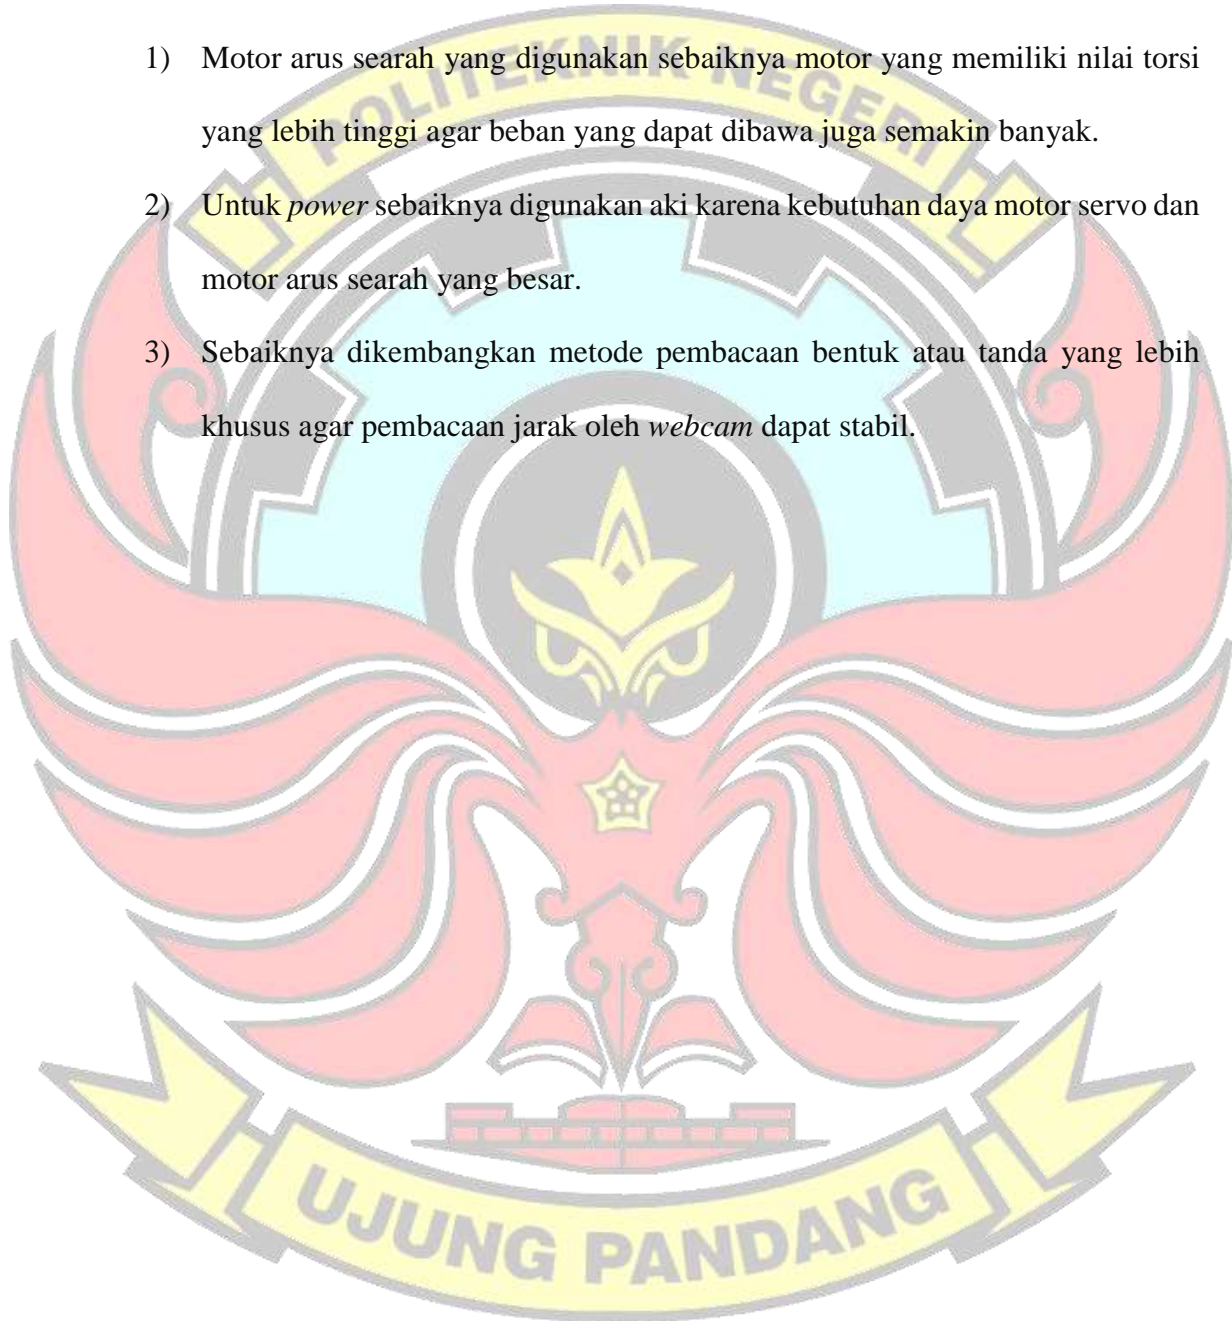 POLITEKNIK NEGERI
1) Motor arus searah yang digunakan sebaiknya motor yang memiliki nilai torsi
yang lebih tinggi agar beban yang dapat dibawa juga semakin banyak.
2) Untuk power sebaiknya digunakan aki karena kebutuhan daya motor servo dan
motor arus searah yang besar.
3) Sebaiknya dikembangkan metode pembacaan bentuk atau tanda yang lebih
khusus agar pembacaan jarak oleh webcam dapat stabil.
UJUNG PANDANG